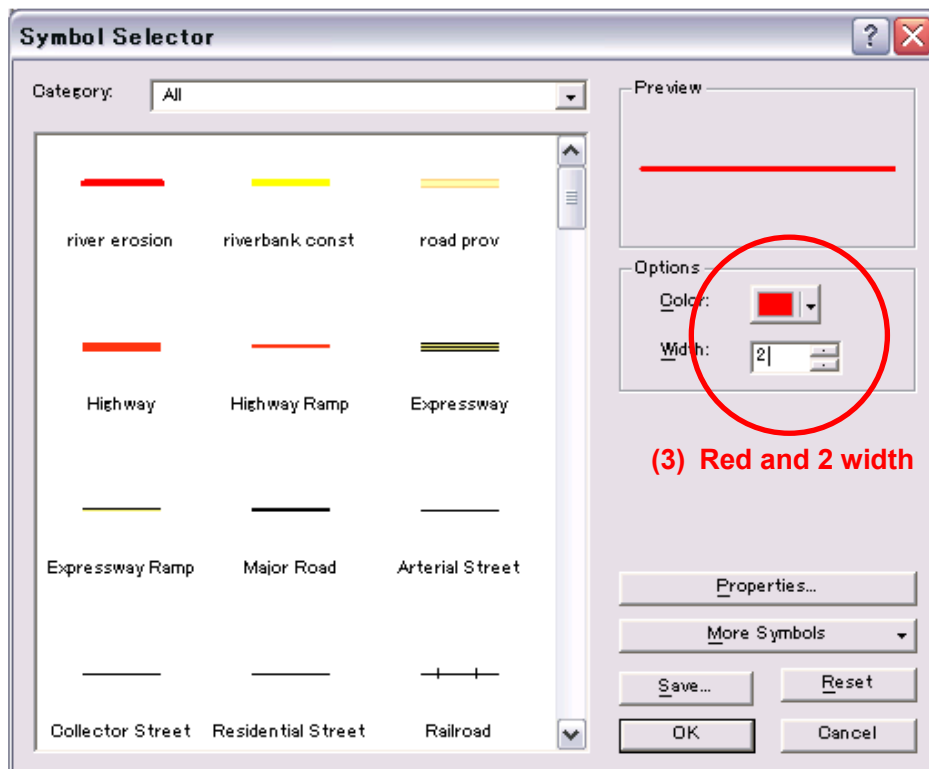 Symbol Selector
Category:
All
river erosion
riverbank const
road prov
Highway
Highway Ramp
Expressway
Expressway Ramp
Major Road
Arterial Street
Collector Street
Residential Street
Railroad
Preview
Options
Color:
Width:
2
(3) Red and 2 width
Properties...
More Symbols
Save...
Reset
OK
Cancel